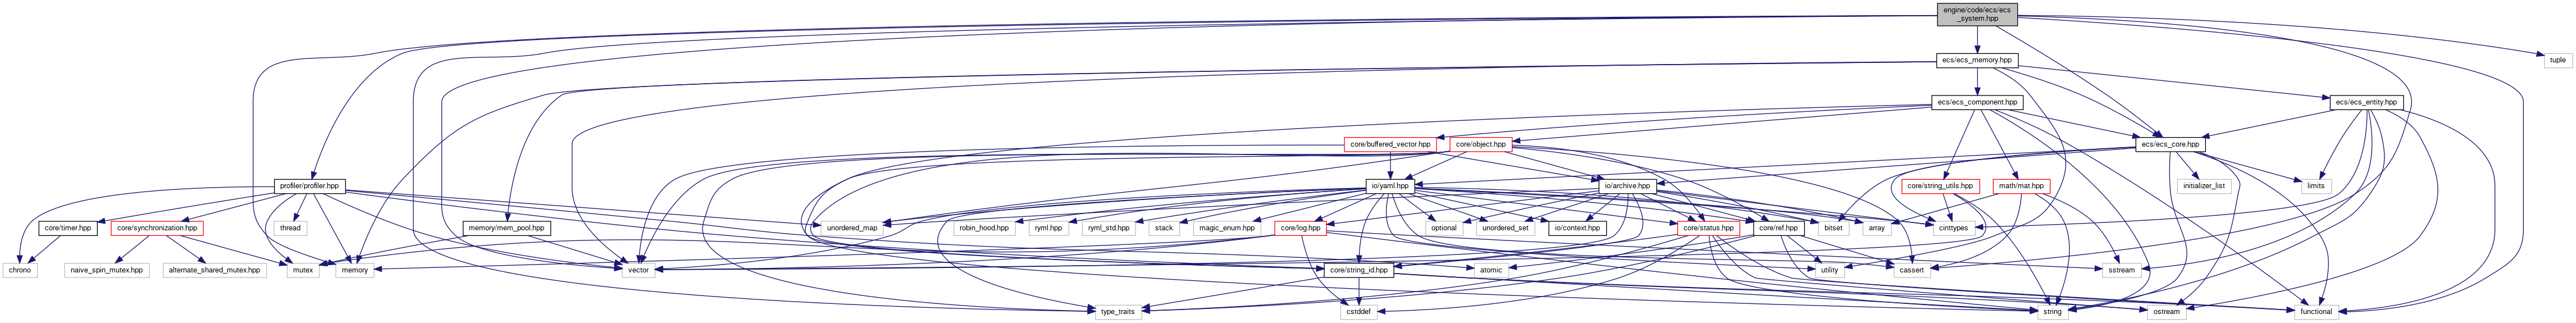 engine/code/ecs/ecs
_system.hpp
tuple
ecs/ecs_memory.hpp
ecs/ecs_component.hpp
ecs/ecs_entity.hpp
core/buffered_vector.hpp
core/object.hpp
ecs/ecs_core.hpp
profiler/profiler.hpp
io/yaml.hpp
io/archive.hpp
core/string_utils.hpp
math/mat.hpp
initializer_list
limits
core/timer.hpp
core/synchronization.hpp
thread
memory/mem_pool.hpp
unordered_map
robin_hood.hpp
ryml.hpp
ryml_std.hpp
stack
magic_enum.hpp
core/log.hpp
optional
unordered_set
io/context.hpp
core/status.hpp
core/ref.hpp
bitset
array
cinttypes
chrono
naive_spin_mutex.hpp
alternate_shared_mutex.hpp
mutex
memory
vector
core/string_id.hpp
atomic
utility
cassert
sstream
type_traits
cstddef
string
ostream
functional